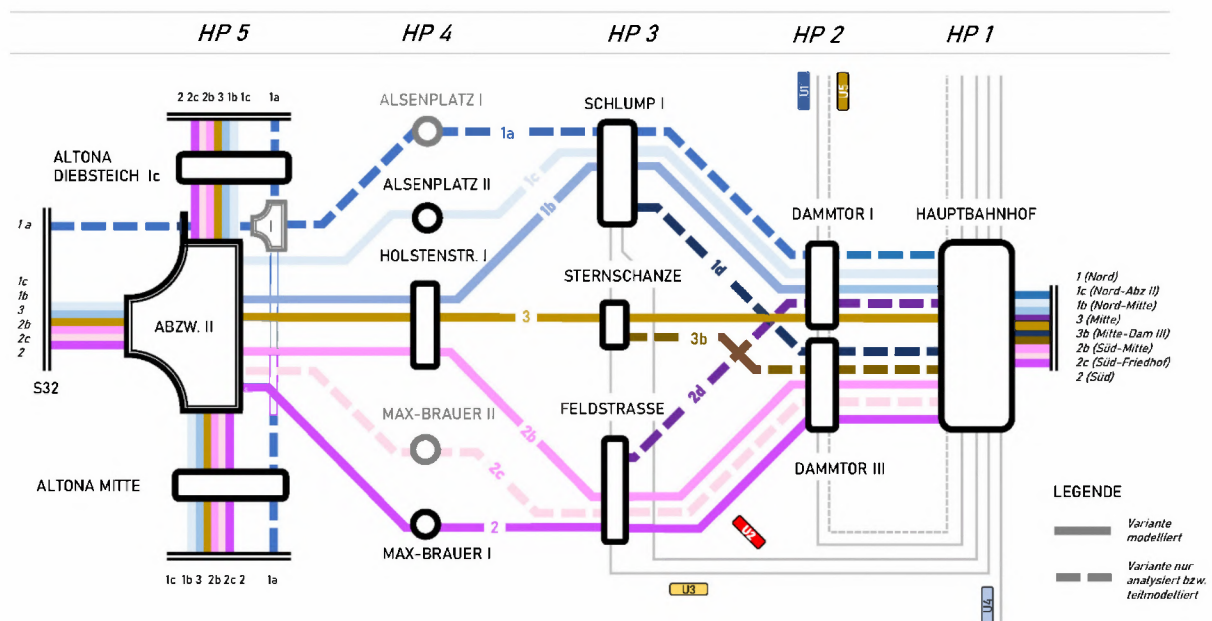 HP 5 HP 4 HP 3 HP 2 HP 1
2 2c 2b 3 1b 1c 1a
ALSENPLATZ I
SCHLUMP I
U1
U5
1a
ALTONA
DIEBSTEICH Ic
ALSENPLATZ II
1c
1b
DAMMTOR I
HAUPTBAHNHOF
1a
I
HOLSTENSTR. I
1d
STERNSCHANZE
1c
1b
3
2b
2c
2
S32
ABZW. II
3
3b
1 (Nord)
1c (Nord-Abz II)
1b (Nord-Mitte)
3 (Mitte)
3b (Mitte-Dam III)
2b (Süd-Mitte)
2c (Süd-Friedhof)
2 (Süd)
MAX-BRAUER II
2b
FELDSTRASSE
2d
2c
ALTONA MITTE
DAMMTOR III
2
MAX-BRAUER I
U2
LEGENDE
Variante
modelliert
Variante nur
analysiert bzw.
teilmodelliert
1c 1b 3 2b 2c 2 1a
U3
U4